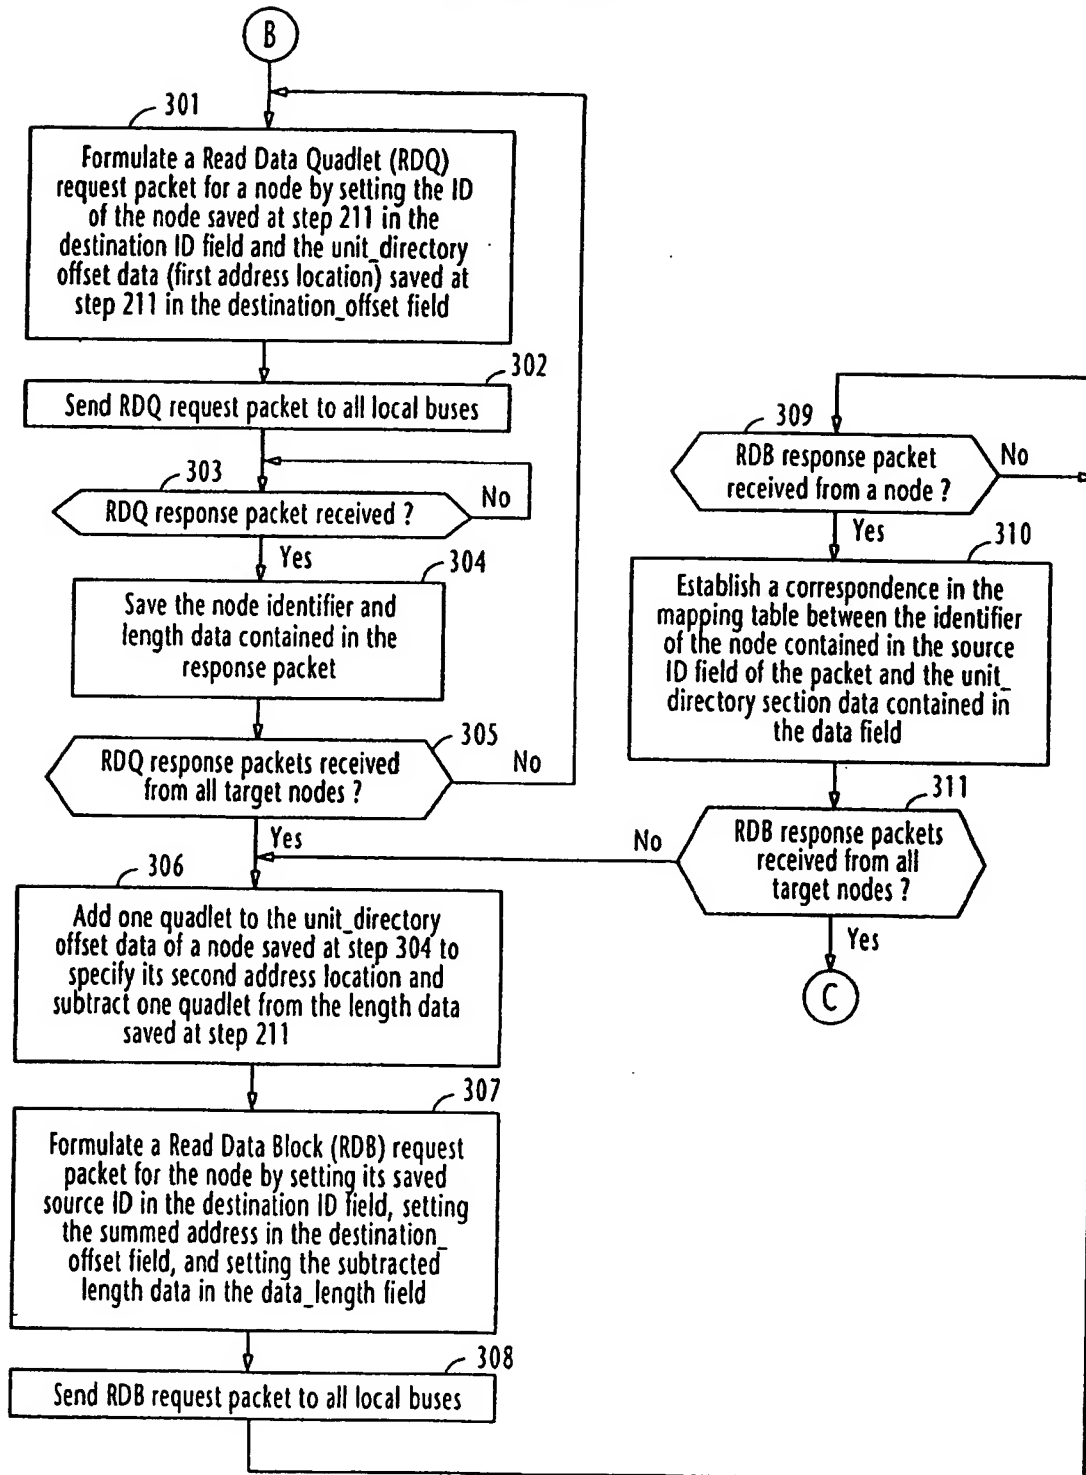 B
301
Formulate a Read Data Quadlet (RDQ)
request packet for a node by setting the ID
of the node saved at step 211 in the
destination ID field and the unit_directory
offset data (first address location) saved at
step 211 in the destination_offset field
302
Send RDQ request packet to all local buses
303
RDQ response packet received ?
No
Yes
304
Save the node identifier and
length data contained in the
response packet
305
RDQ response packets received
from all target nodes ?
No
Yes
306
Add one quadlet to the unit_directory
offset data of a node saved at step 304 to
specify its second address location and
subtract one quadlet from the length data
saved at step 211
307
Formulate a Read Data Block (RDB) request
packet for the node by setting its saved
source ID in the destination ID field, setting
the summed address in the destination_
offset field, and setting the subtracted
length data in the data_length field
308
Send RDB request packet to all local buses
309
RDB response packet
received from a node ?
No
Yes
310
Establish a correspondence in the
mapping table between the identifier
of the node contained in the source
ID field of the packet and the unit_
directory section data contained in
the data field
311
RDB response packets
received from all
target nodes ?
No
Yes
C